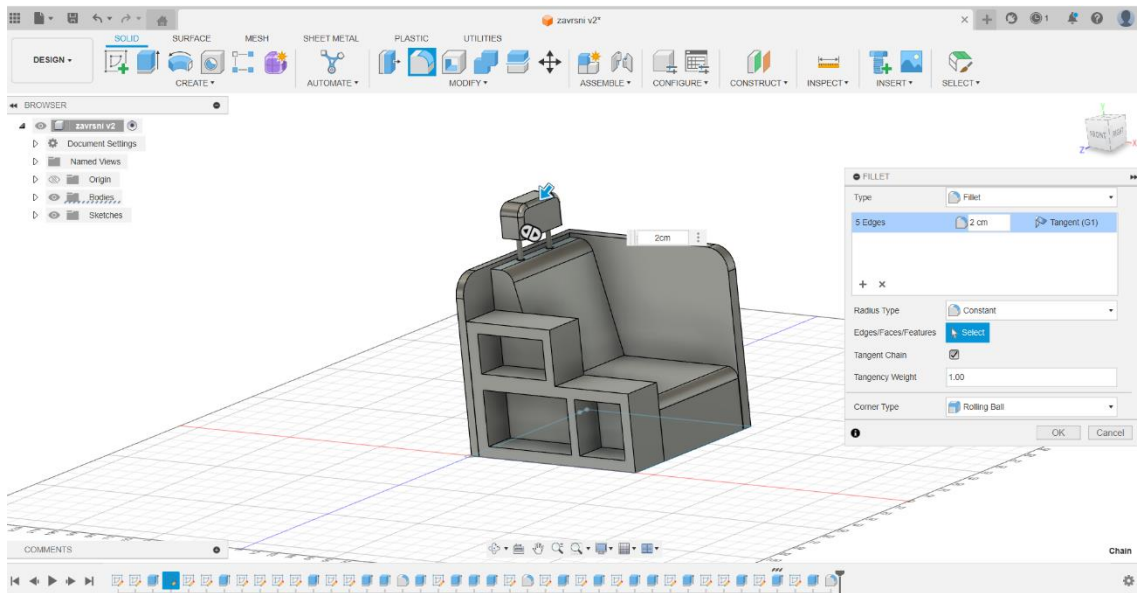 zavrsni v2*
1
DESIGN
SOLID SURFACE MESH SHEET METAL PLASTIC UTILITIES
CREATE AUTOMATE MODIFY ASSEMBLE CONFIGURE CONSTRUCT INSPECT INSERT SELECT
BROWSER
zavrsni v2
Document Settings
Named Views
Origin
Bodies
Sketches
Y
FRONT RIGHT
Z X
2cm
FILLET
Type Fillet
5 Edges 2 cm Tangent (G1)
Radius Type Constant
Edges/Faces/Features Select
Tangent Chain
Tangency Weight 1.00
Corner Type Rolling Ball
OK Cancel
COMMENTS
Chain